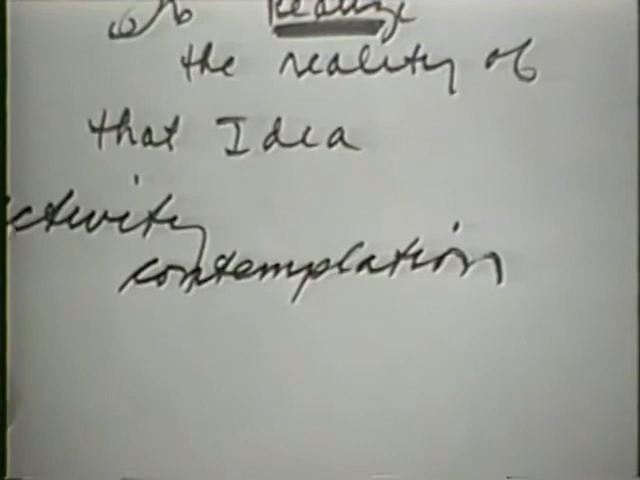 Realize
the reality of
that Idea
ctivity
contemplation